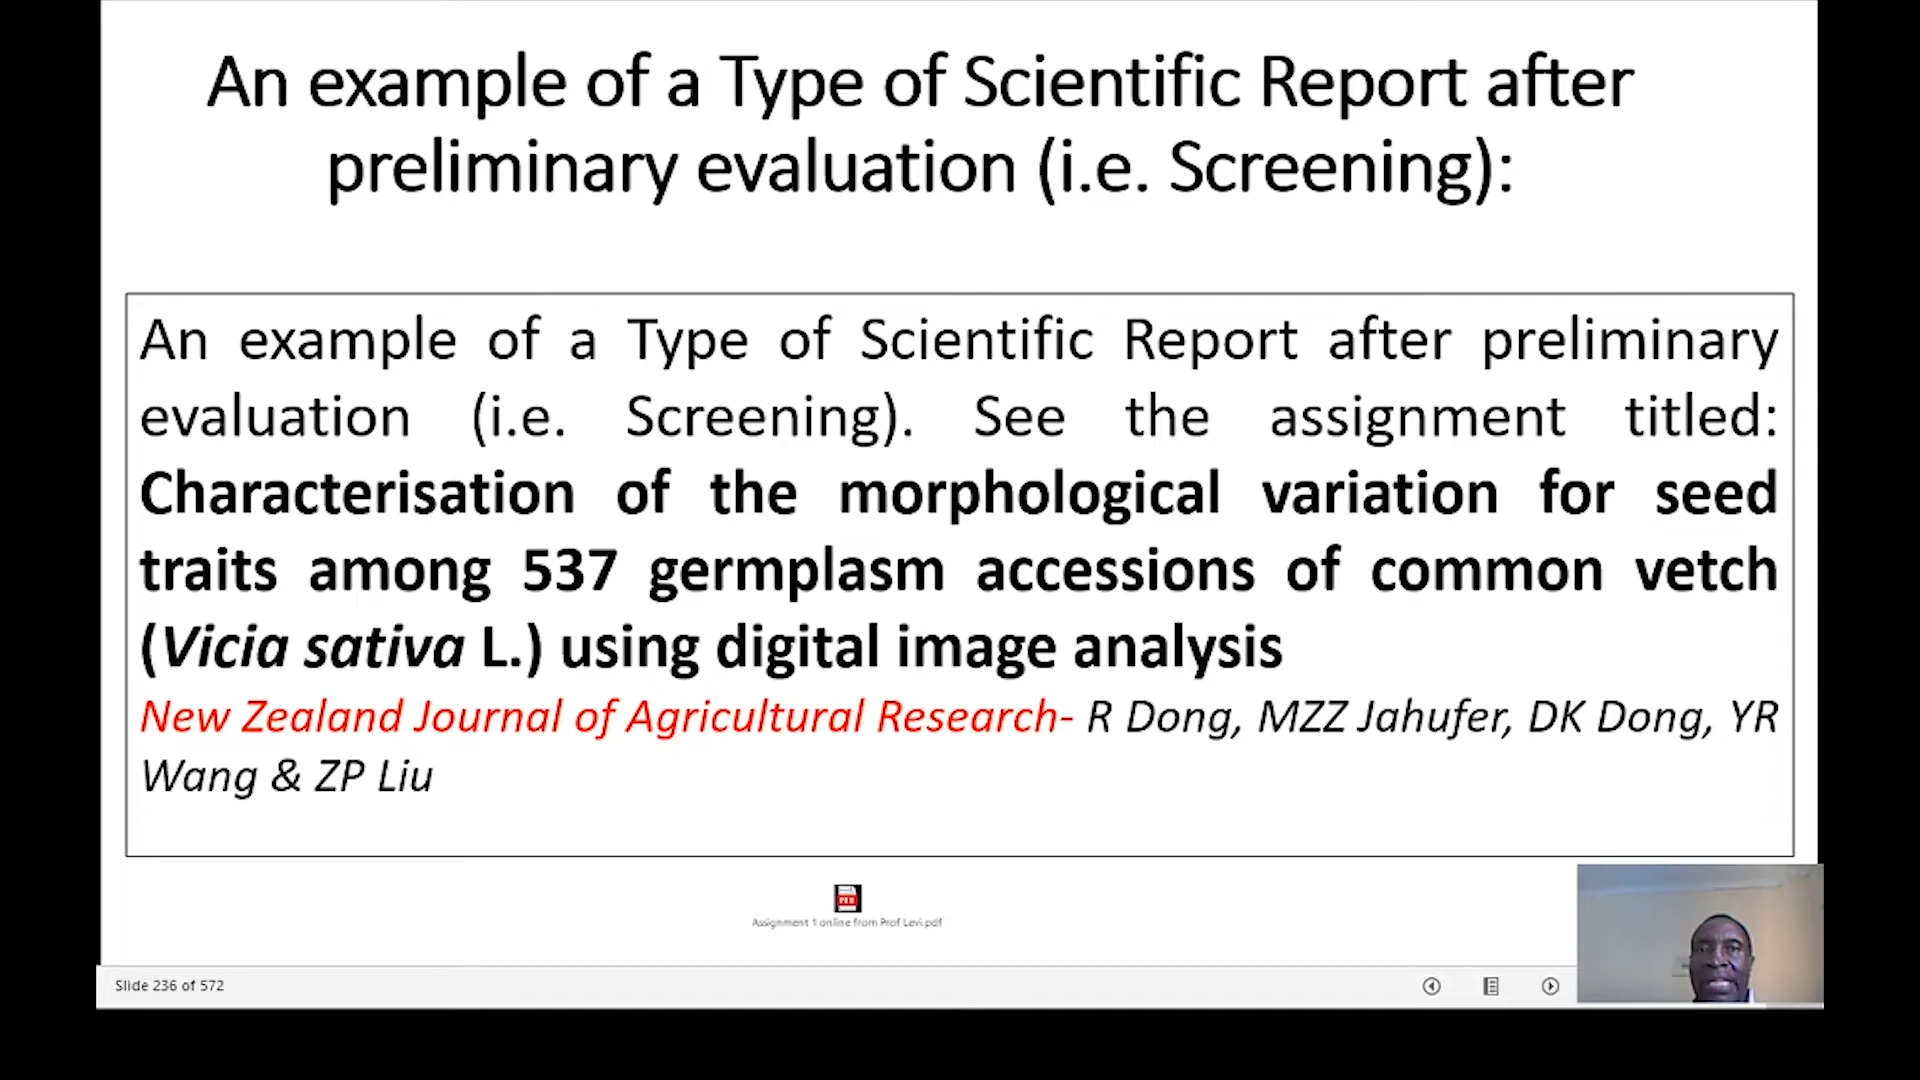 An example of a Type of Scientific Report after
preliminary evaluation (i.e. Screening):
An example of a Type of Scientific Report after preliminary
evaluation (i.e. Screening). See the assignment titled:
Characterisation of the morphological variation for seed
traits among 537 germplasm accessions of common vetch
(Vicia sativa L.) using digital image analysis
New Zealand Journal of Agricultural Research- R Dong, MZZ Jahufer, DK Dong, YR
Wang & ZP Liu
PDF
Assignment 1 online from Prof Levi.pdf
Slide 236 of 572